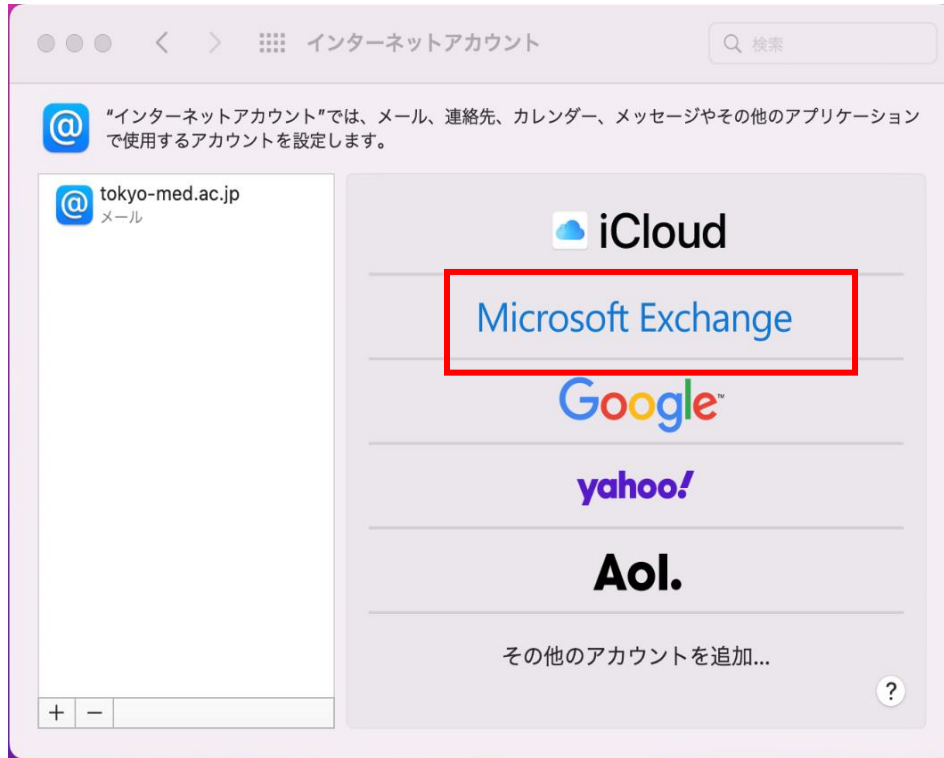 インターネットアカウント
検索
“インターネットアカウント”では、メール、連絡先、カレンダー、メッセージやその他のアプリケーション
で使用するアカウントを設定します。
tokyo-med.ac.jp
メール
iCloud
Microsoft Exchange
Google™
yahoo!
Aol.
その他のアカウントを追加...
?
+ −